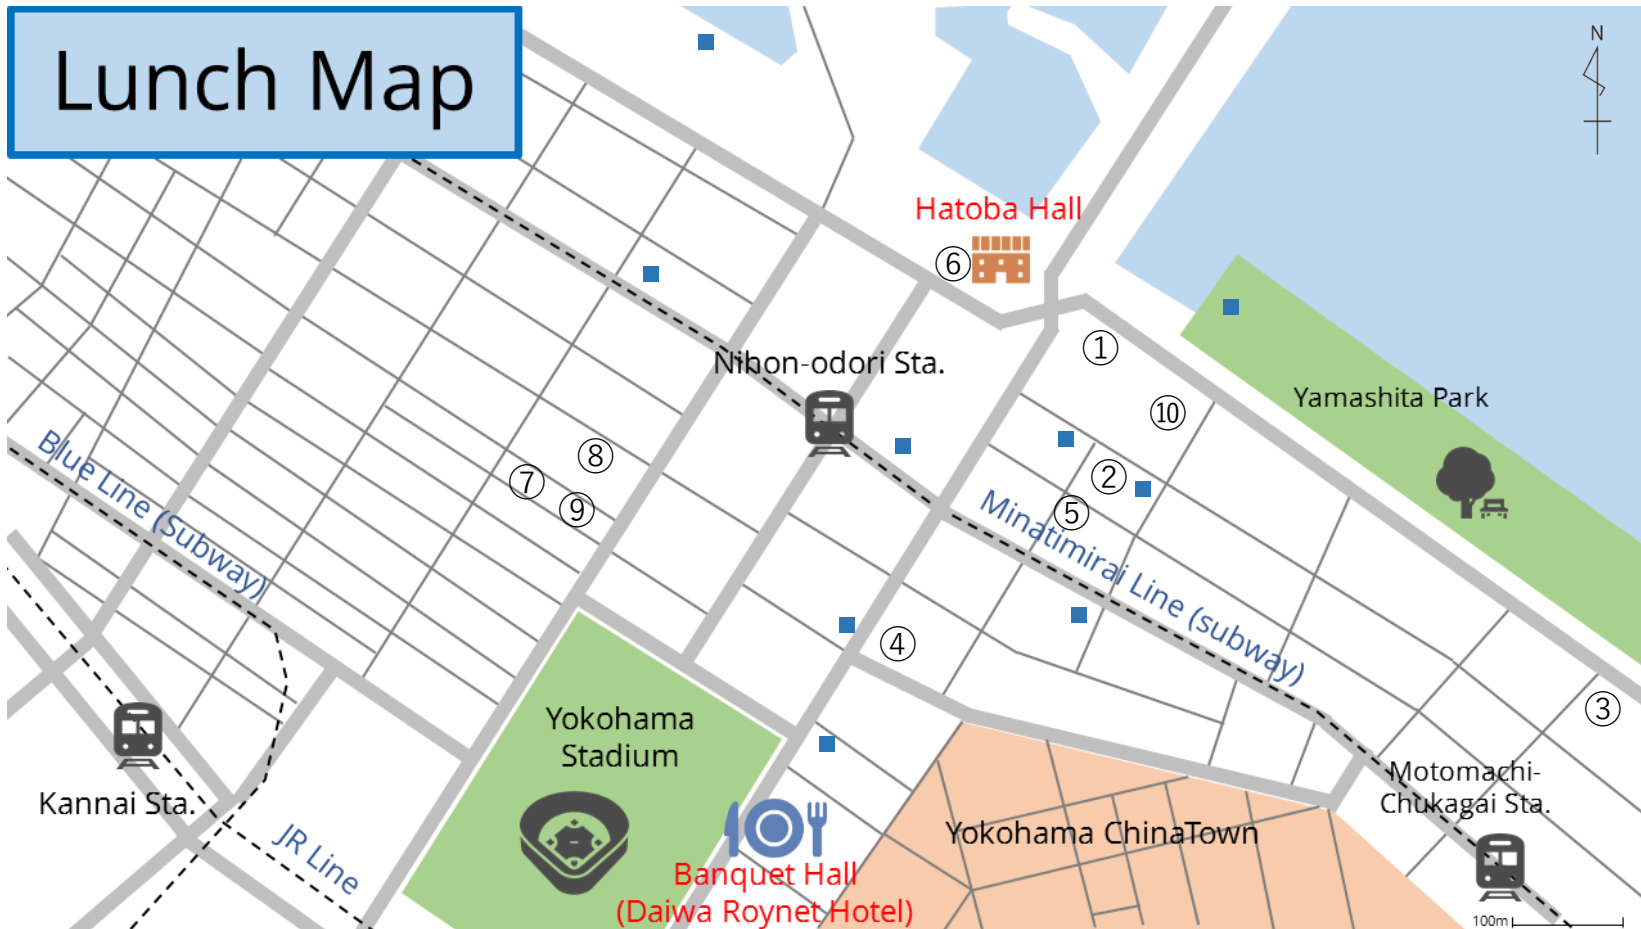 Lunch Map
N
Hatoba Hall
⑥
①
Nihon-odori Sta.
Yamashita Park
⑩
Blue Line (Subway)
⑧
⑦
②
⑨
⑤
Minatimirai Line (subway)
④
Yokohama
Stadium
③
Kannai Sta.
Motomachi-
Chukagai Sta.
JR Line
Yokohama ChinaTown
Banquet Hall
(Daiwa Roynet Hotel)
100m